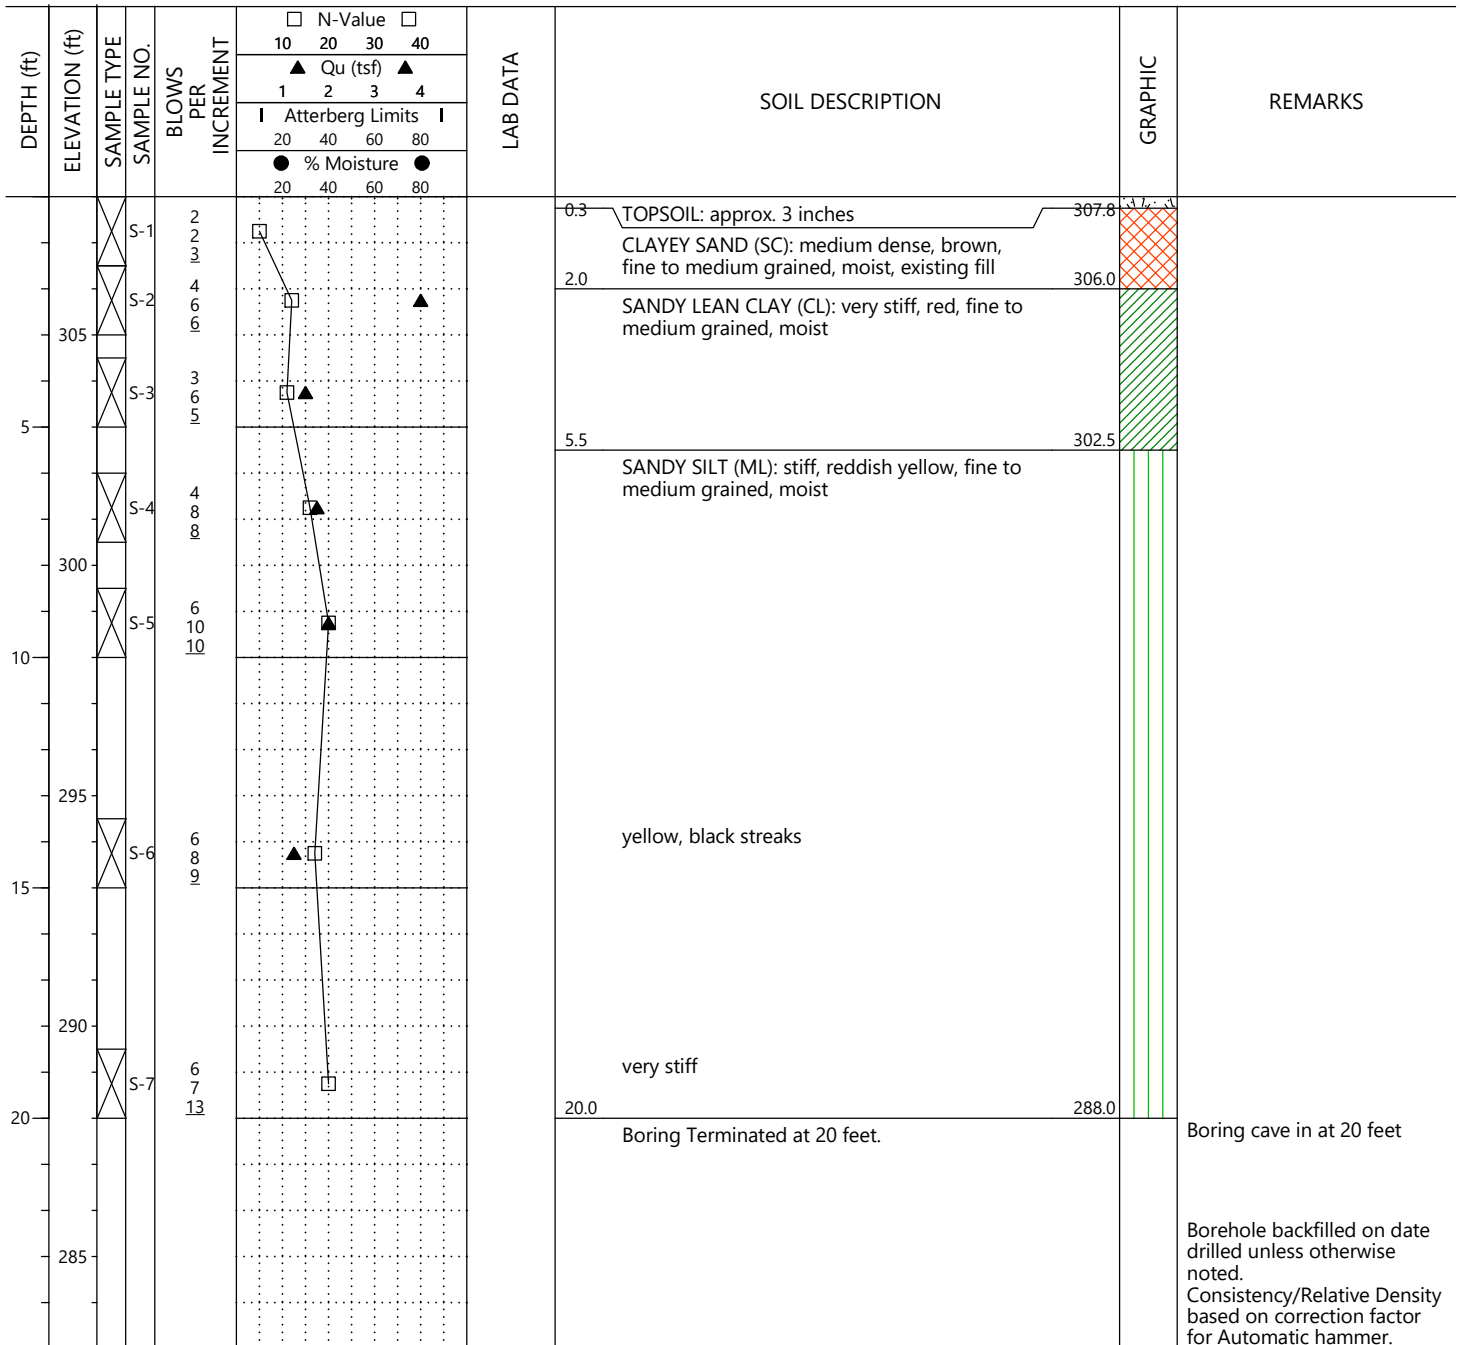 DEPTH (ft)
ELEVATION (ft)
SAMPLE TYPE
SAMPLE NO.
BLOWS
PER
INCREMENT
N-Value
10 20 30 40
Qu (tsf)
1 2 3 4
Atterberg Limits
20 40 60 80
% Moisture
20 40 60 80
LAB DATA
SOIL DESCRIPTION
GRAPHIC
REMARKS
0.3 TOPSOIL: approx. 3 inches 307.8
S-1
2
2
3
CLAYEY SAND (SC): medium dense, brown,
fine to medium grained, moist, existing fill
2.0 306.0
S-2
4
6
6
SANDY LEAN CLAY (CL): very stiff, red, fine to
medium grained, moist
305
S-3
3
6
5
5
5.5 302.5
SANDY SILT (ML): stiff, reddish yellow, fine to
medium grained, moist
S-4
4
8
8
300
S-5
6
10
10
10
295
S-6
6
8
9
yellow, black streaks
15
290
S-7
6
7
13
very stiff
20.0 288.0
20
Boring Terminated at 20 feet.
Boring cave in at 20 feet
285
Borehole backfilled on date
drilled unless otherwise
noted.
Consistency/Relative Density
based on correction factor
for Automatic hammer.